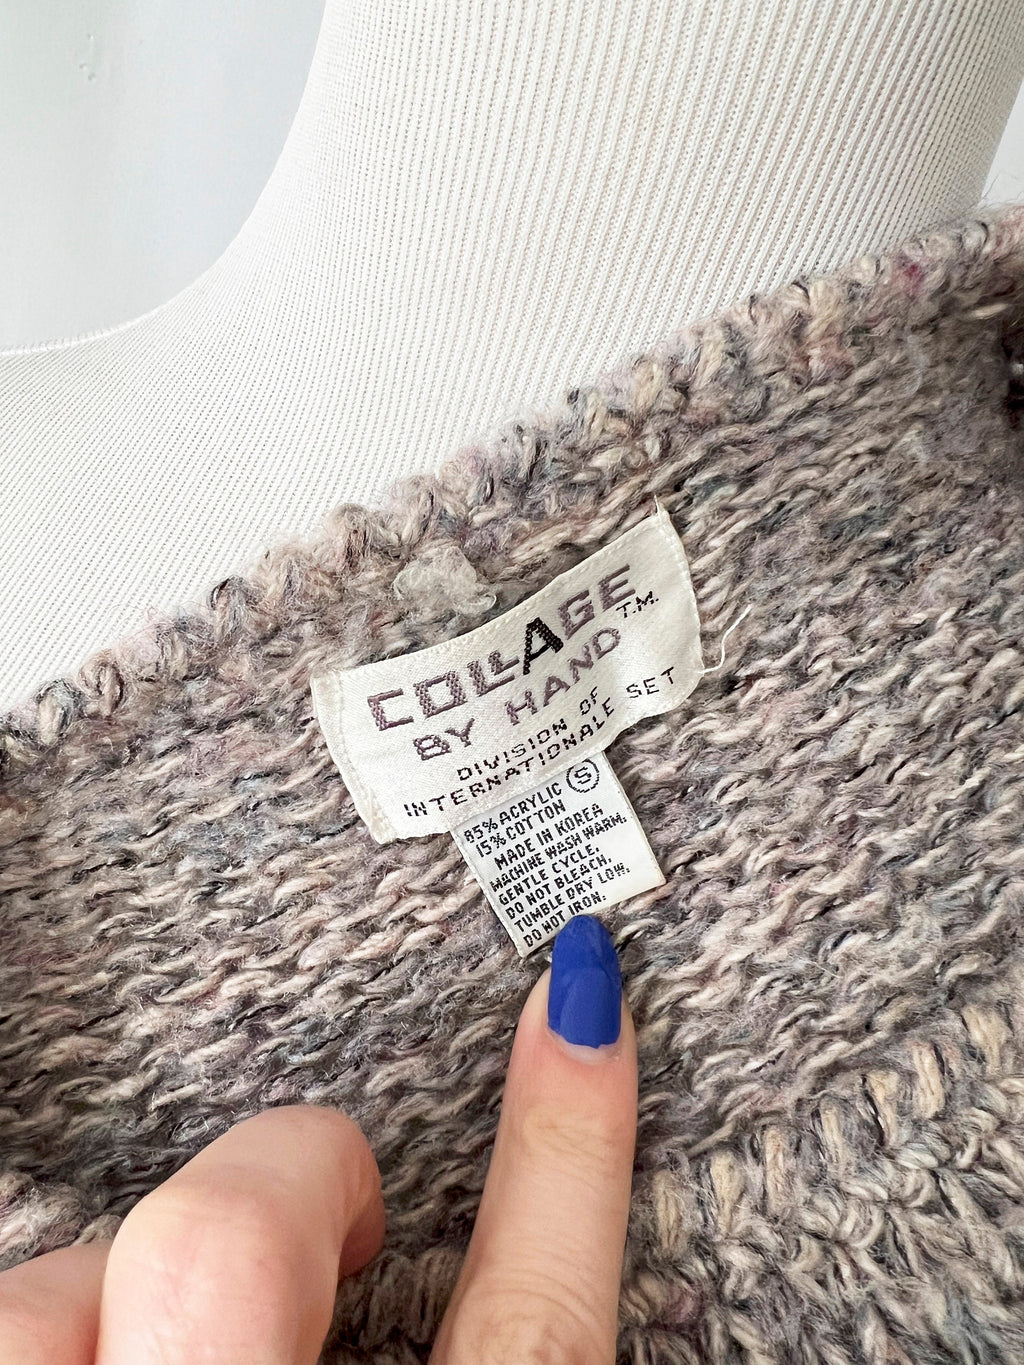 COLLAGE T.M.
BY HAND
DIVISION OF
INTERNATIONALE SET
S
85% ACRYLIC
15% COTTON
MADE IN KOREA
MACHINE WASH WARM.
GENTLE CYCLE.
DO NOT BLEACH.
TUMBLE DRY LOW.
DO NOT IRON.